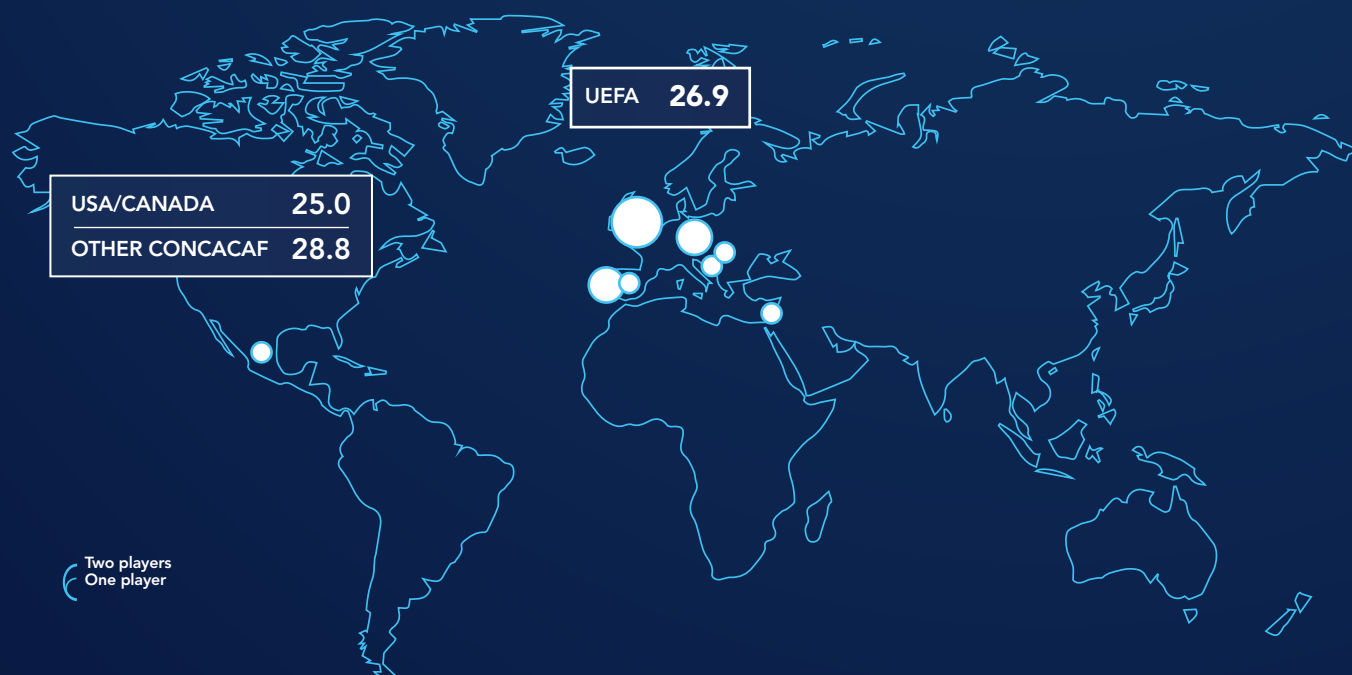 UEFA 26.9
USA/CANADA 25.0
OTHER CONCACAF 28.8
Two players
One player